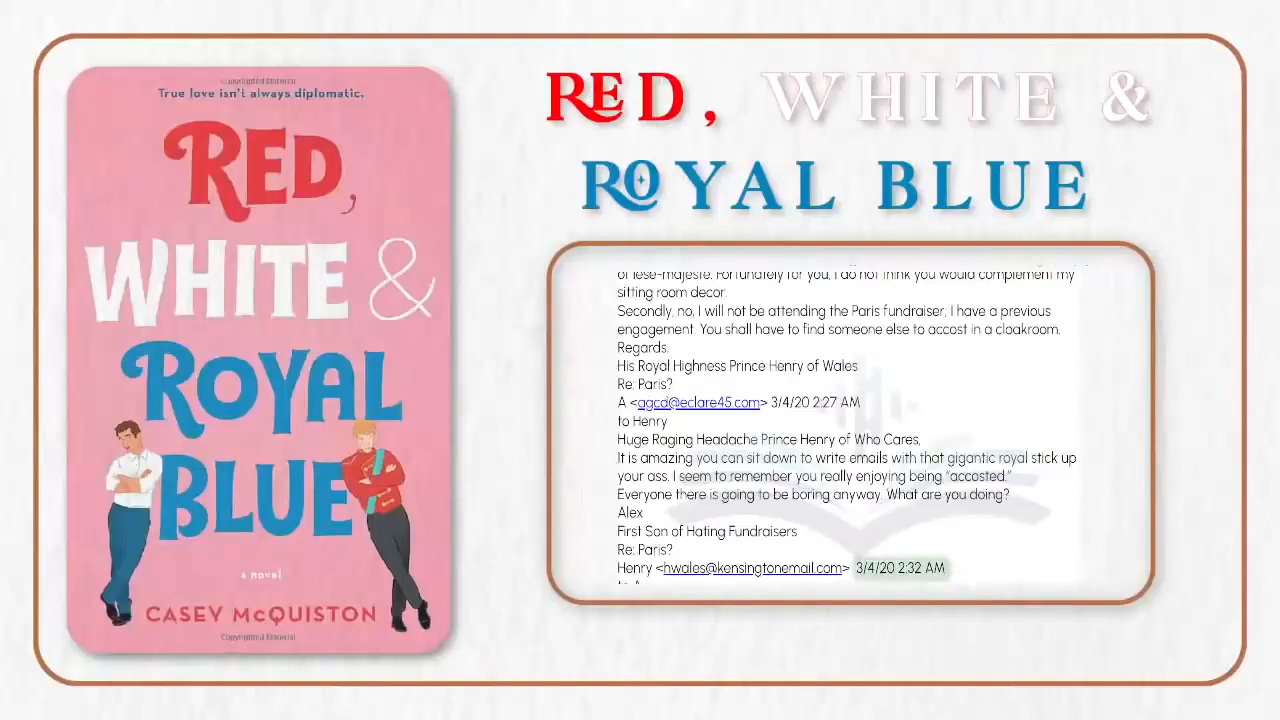 Copyrighted Material
True love isn't always diplomatic.
RED,
WHITE &
ROYAL
BLUE
a novel
CASEY McQUISTON
Copyrighted Material
RED, WHITE &
ROYAL BLUE
of lese-majeste. Fortunately for you, I do not think you would complement my
sitting room decor.
Secondly, no, I will not be attending the Paris fundraiser; I have a previous
engagement. You shall have to find someone else to accost in a cloakroom.
Regards,
His Royal Highness Prince Henry of Wales
Re: Paris?
A <agcd@eclare45.com> 3/4/20 2:27 AM
to Henry
Huge Raging Headache Prince Henry of Who Cares,
It is amazing you can sit down to write emails with that gigantic royal stick up
your ass. I seem to remember you really enjoying being "accosted."
Everyone there is going to be boring anyway. What are you doing?
Alex
First Son of Hating Fundraisers
Re: Paris?
Henry <hwales@kensingtonemail.com> 3/4/20 2:32 AM
to A